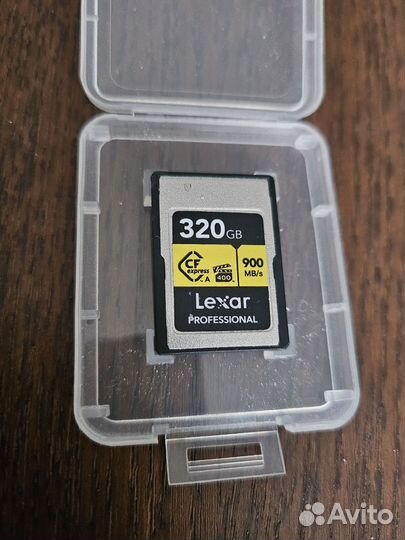 320GB
CF express A 400 900 MB/s
Lexar
PROFESSIONAL
Avito